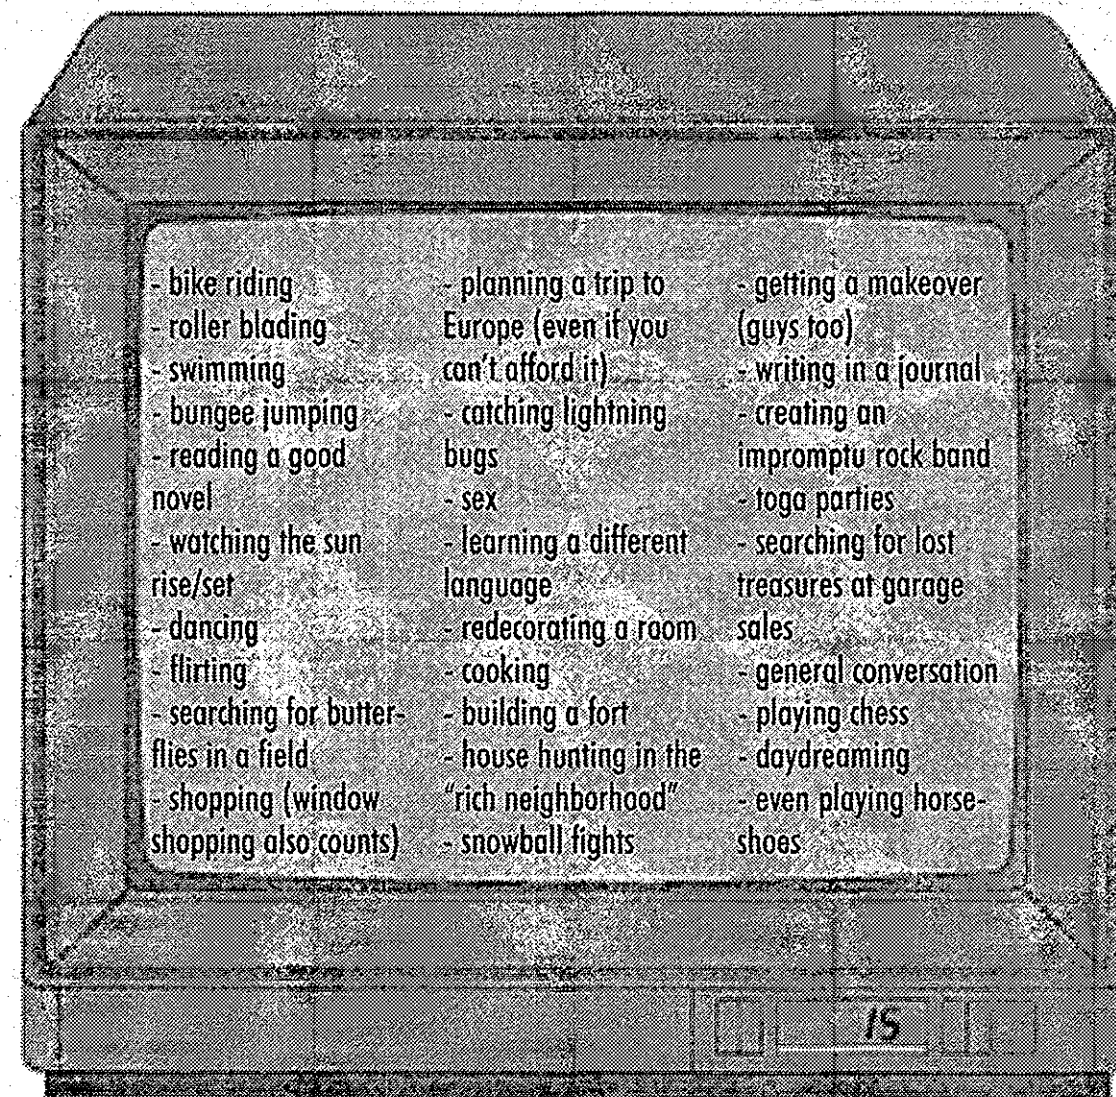 - bike riding
- roller blading
- swimming
- bungee jumping
- reading a good
novel
- watching the sun
rise/set
- dancing
- flirting
- searching for butter-
flies in a field
- shopping (window
shopping also counts)
- planning a trip to
Europe (even if you
can't afford it)
- catching lightning
bugs
- sex
- learning a different
language
- redecorating a room
- cooking
- building a fort
- house hunting in the
"rich neighborhood"
- snowball fights
- getting a makeover
(guys too)
- writing in a journal
- creating an
impromptu rock band
- toga parties
- searching for lost
treasures at garage
sales
- general conversation
- playing chess
- daydreaming
- even playing horse-
shoes
15